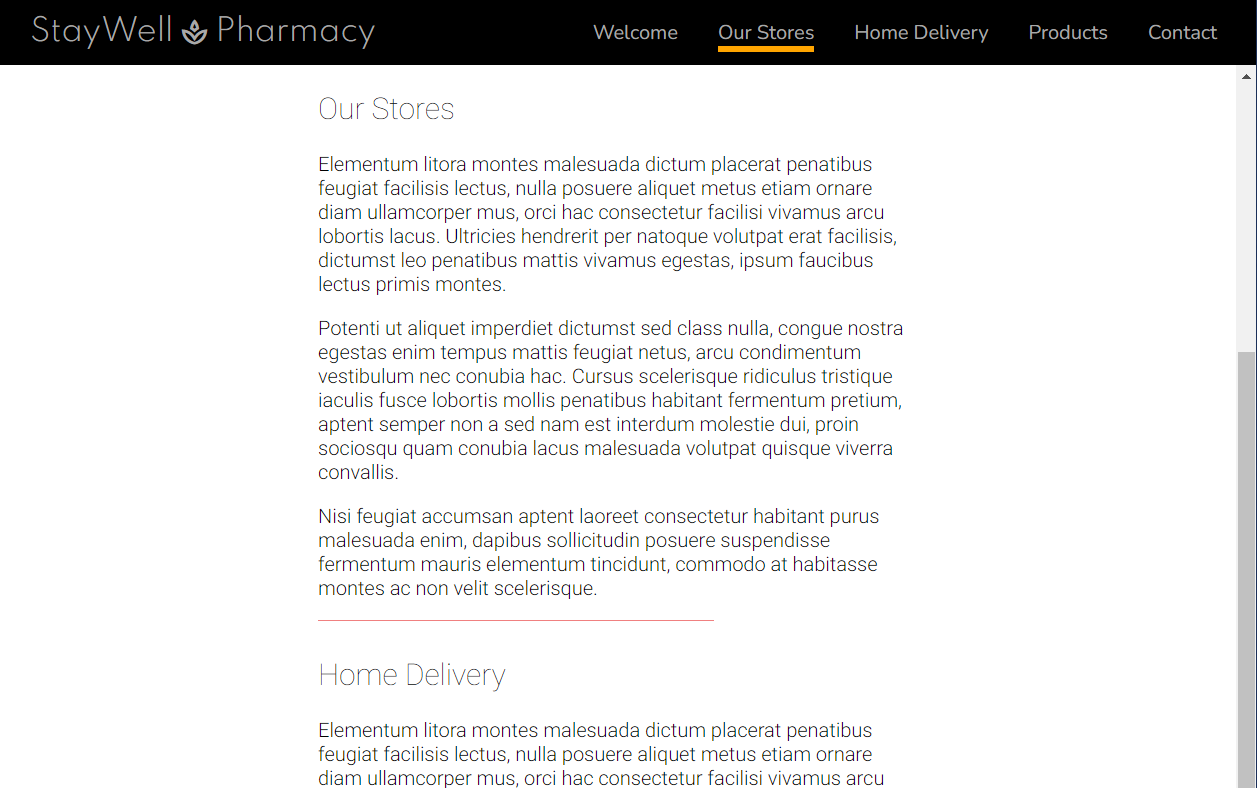 StayWell Pharmacy
Welcome Our Stores Home Delivery Products Contact
Our Stores
Elementum litora montes malesuada dictum placerat penatibus
feugiat facilisis lectus, nulla posuere aliquet metus etiam ornare
diam ullamcorper mus, orci hac consectetur facilisi vivamus arcu
lobortis lacus. Ultricies hendrerit per natoque volutpat erat facilisis,
dictumst leo penatibus mattis vivamus egestas, ipsum faucibus
lectus primis montes.
Potenti ut aliquet imperdiet dictumst sed class nulla, congue nostra
egestas enim tempus mattis feugiat netus, arcu condimentum
vestibulum nec conubia hac. Cursus scelerisque ridiculus tristique
iaculis fusce lobortis mollis penatibus habitant fermentum pretium,
aptent semper non a sed nam est interdum molestie dui, proin
sociosqu quam conubia lacus malesuada volutpat quisque viverra
convallis.
Nisi feugiat accumsan aptent laoreet consectetur habitant purus
malesuada enim, dapibus sollicitudin posuere suspendisse
fermentum mauris elementum tincidunt, commodo at habitasse
montes ac non velit scelerisque.
Home Delivery
Elementum litora montes malesuada dictum placerat penatibus
feugiat facilisis lectus, nulla posuere aliquet metus etiam ornare
diam ullamcorper mus, orci hac consectetur facilisi vivamus arcu